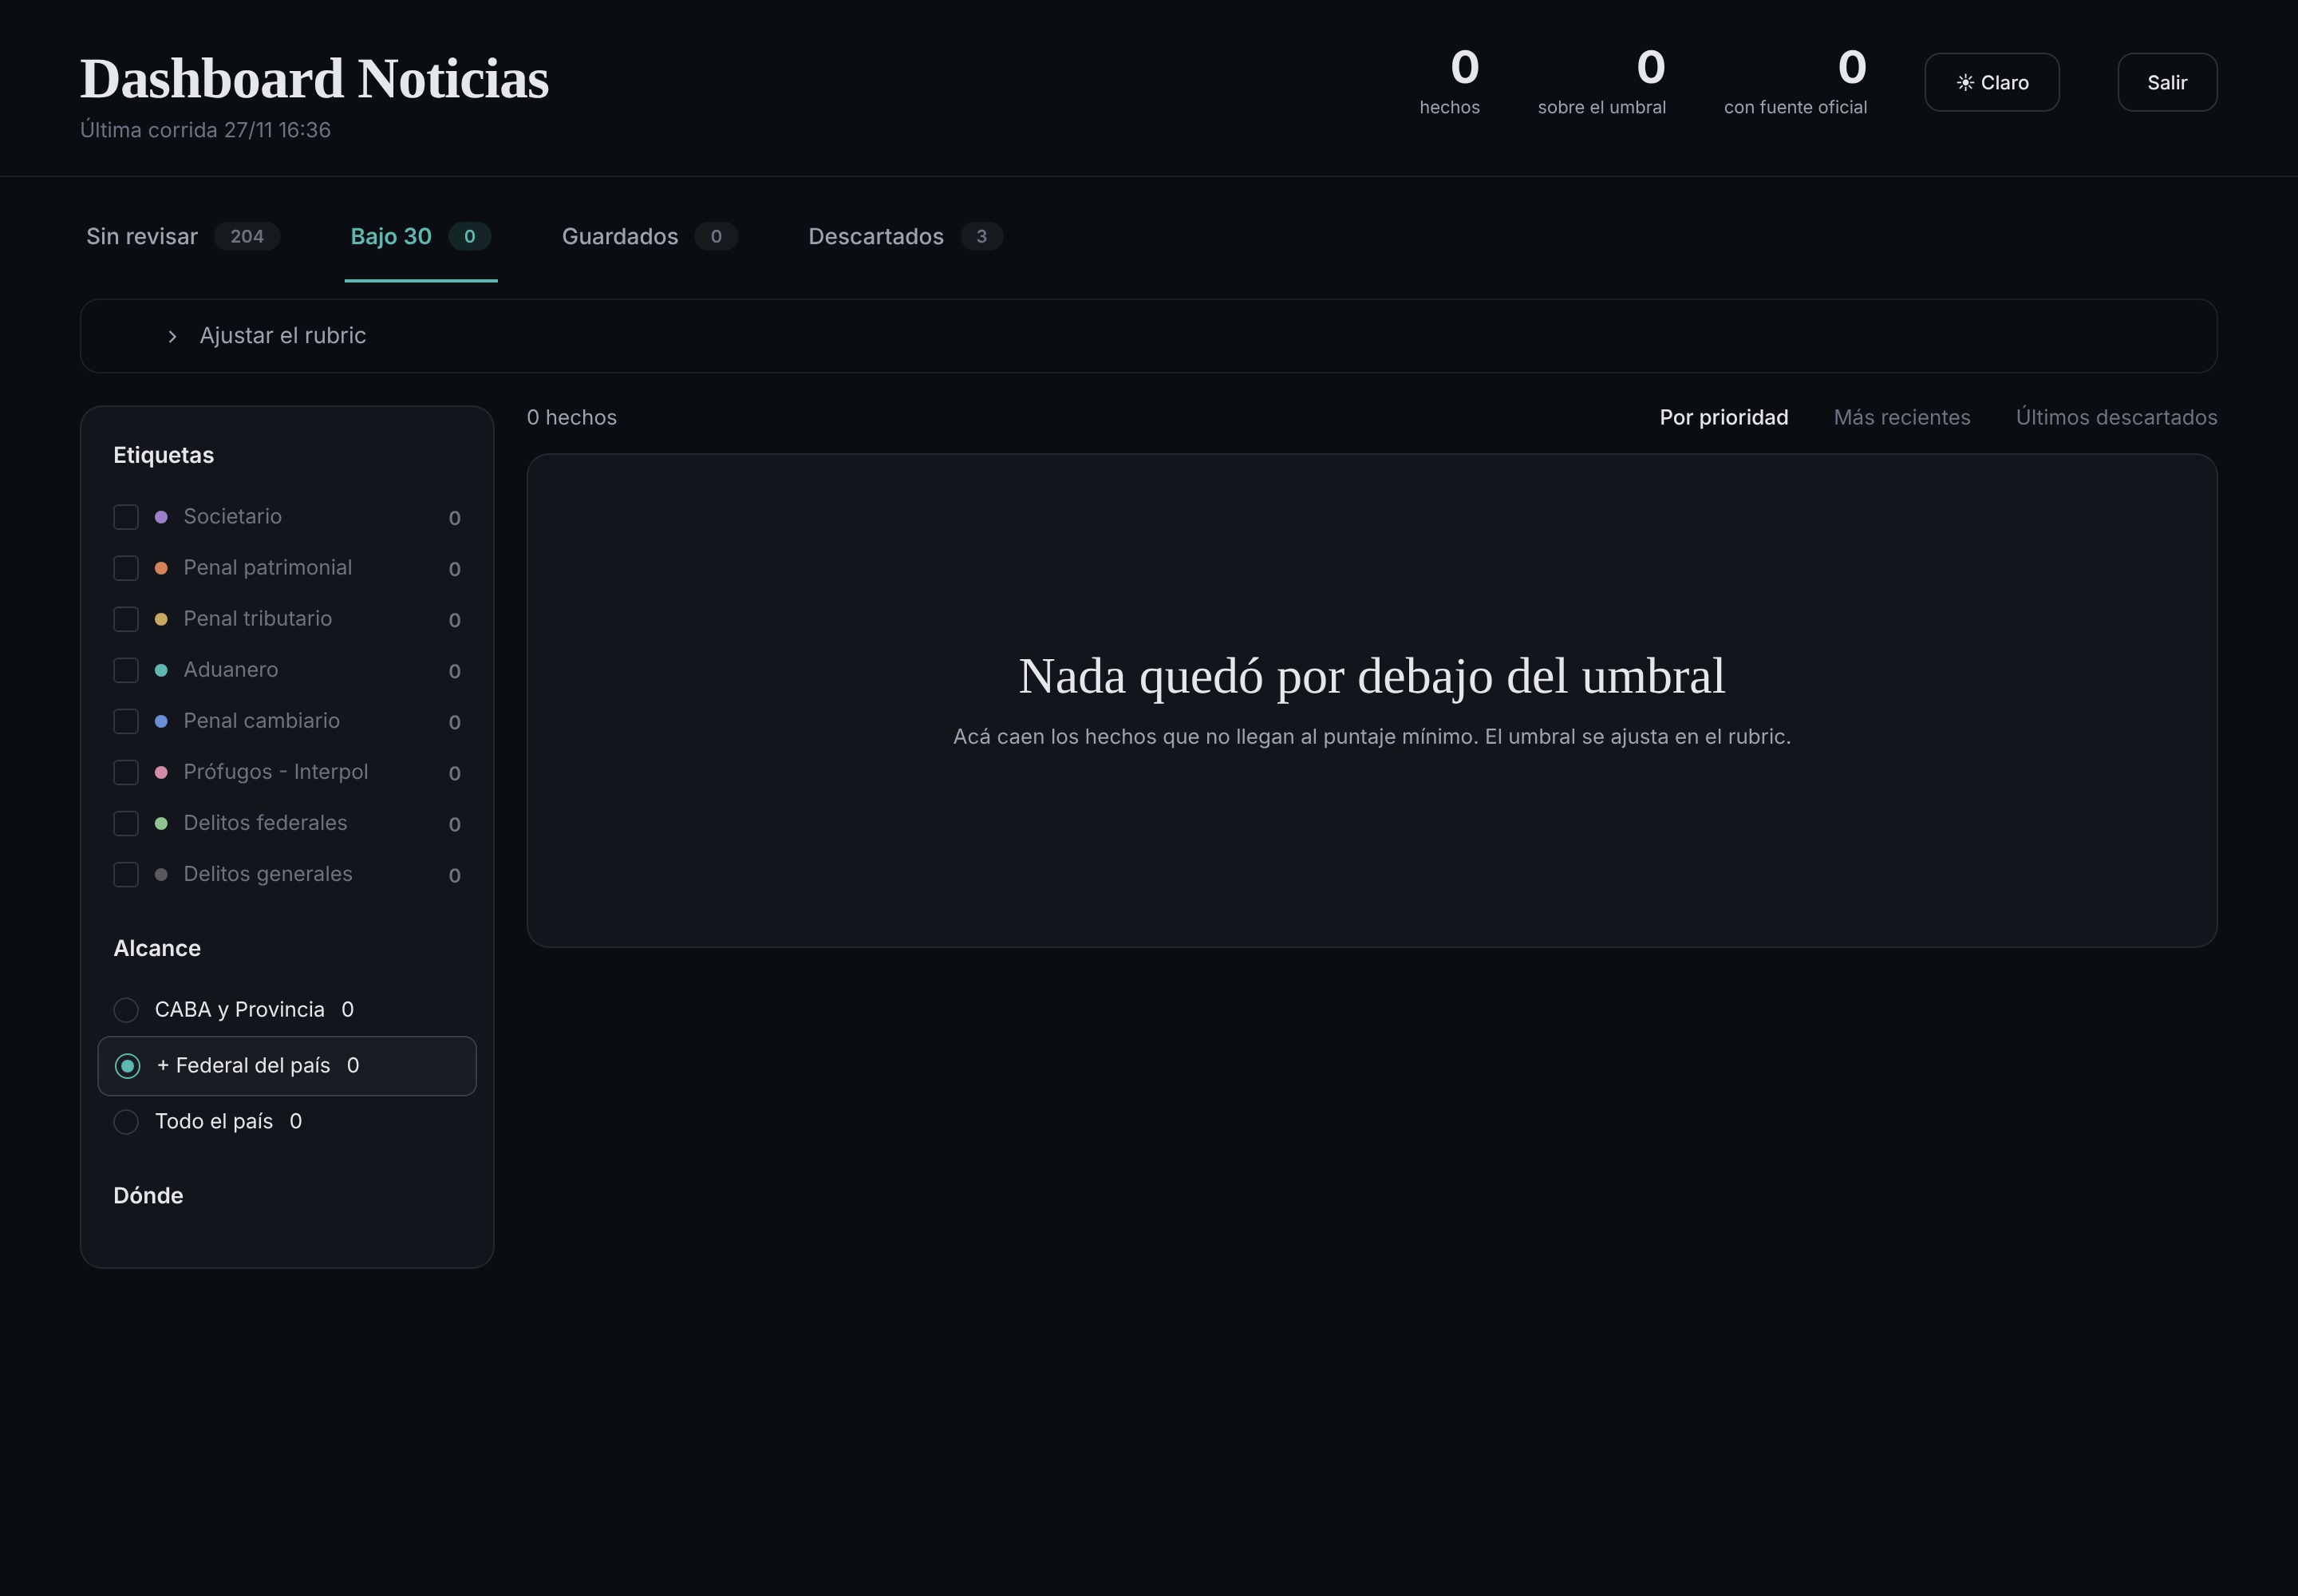 Dashboard Noticias
Última corrida 27/11 16:36
0
hechos
0
sobre el umbral
0
con fuente oficial
☀ Claro
Salir
Sin revisar 204
Bajo 30 0
Guardados 0
Descartados 3
› Ajustar el rubric
Etiquetas
Societario 0
Penal patrimonial 0
Penal tributario 0
Aduanero 0
Penal cambiario 0
Prófugos - Interpol 0
Delitos federales 0
Delitos generales 0
Alcance
CABA y Provincia 0
+ Federal del país 0
Todo el país 0
Dónde
0 hechos
Por prioridad
Más recientes
Últimos descartados
Nada quedó por debajo del umbral
Acá caen los hechos que no llegan al puntaje mínimo. El umbral se ajusta en el rubric.